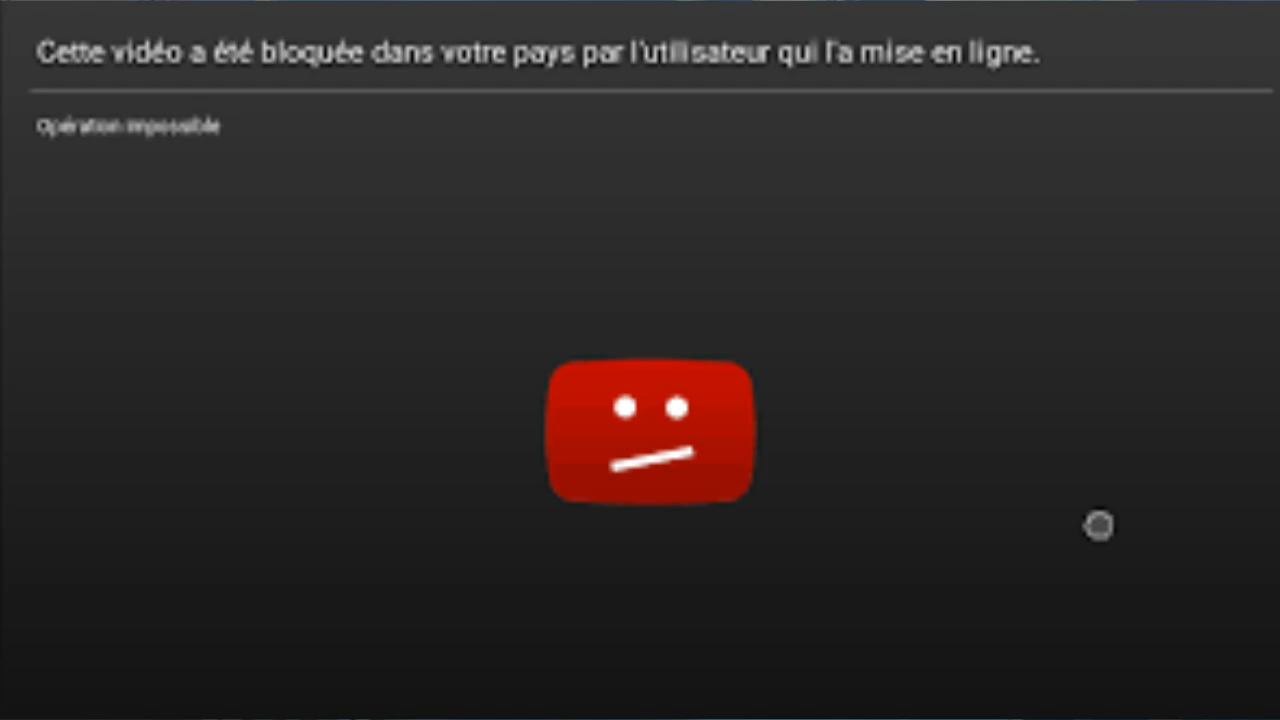 Cette vidéo a été bloquée dans votre pays par l'utilisateur qui l'a mise en ligne.
Opération impossible